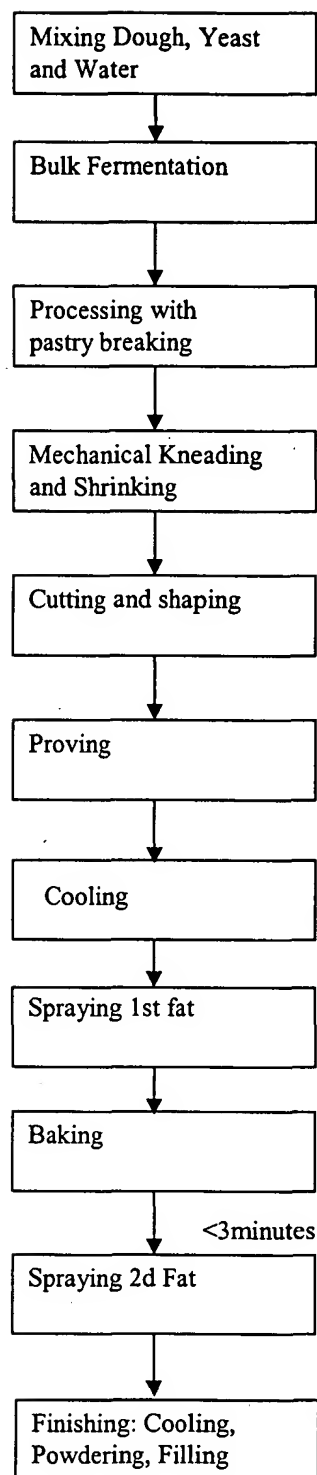 Mixing Dough, Yeast
and Water
Bulk Fermentation
Processing with
pastry breaking
Mechanical Kneading
and Shrinking
Cutting and shaping
Proving
Cooling
Spraying 1st fat
Baking
<3minutes
Spraying 2d Fat
Finishing: Cooling,
Powdering, Filling